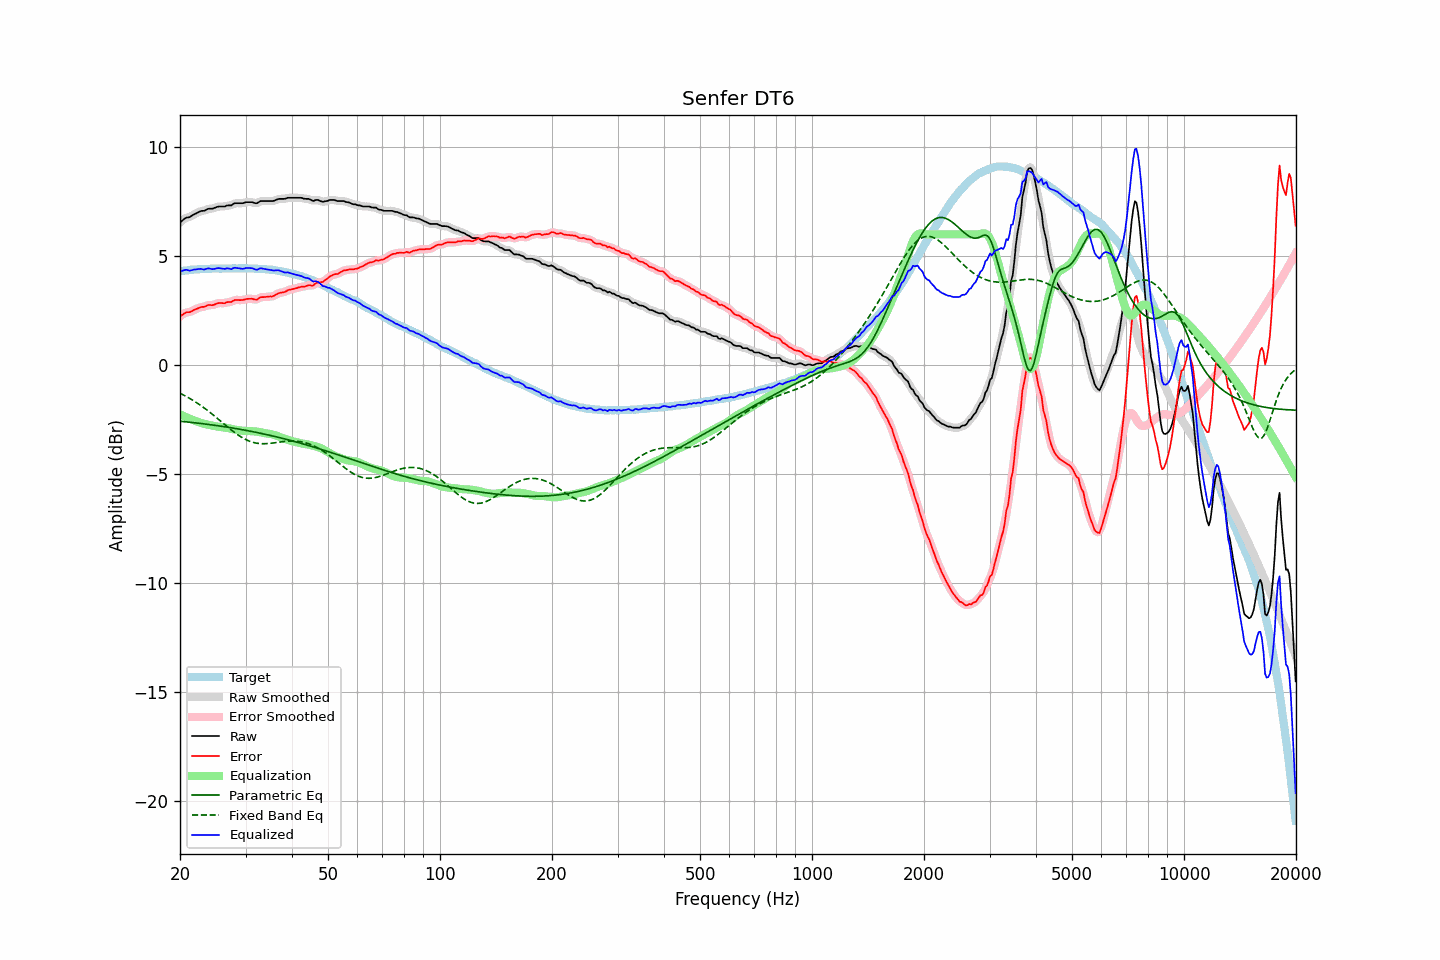 Senfer DT6
Amplitude (dBr)
10
5
0
−5
−10
−15
−20
Target
Raw Smoothed
Error Smoothed
Raw
Error
Equalization
Parametric Eq
Fixed Band Eq
Equalized
20 50 100 200 500 1000 2000 5000 10000 20000
Frequency (Hz)